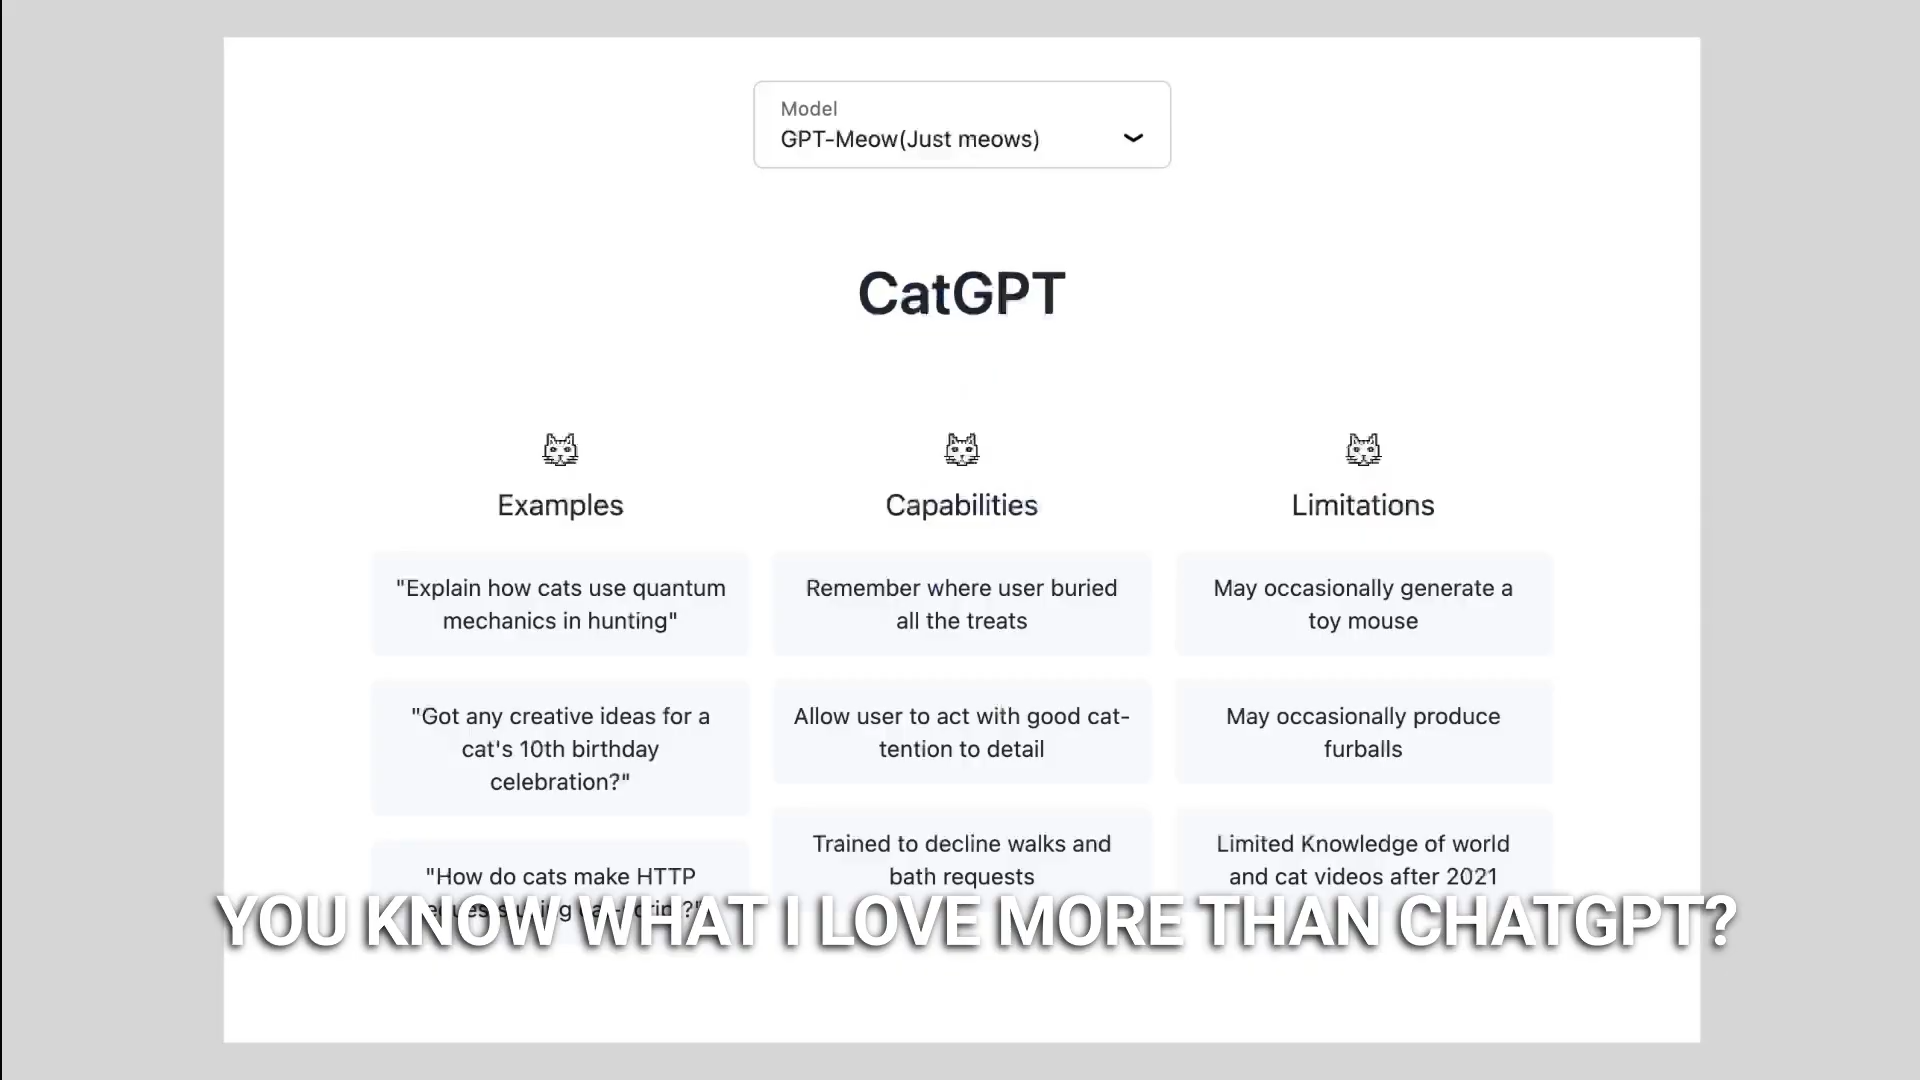 Model
GPT-Meow(Just meows)
CatGPT
Examples
Capabilities
Limitations
"Explain how cats use quantum
mechanics in hunting"
"Got any creative ideas for a
cat's 10th birthday
celebration?"
"How do cats make HTTP
Remember where user buried
all the treats
Allow user to act with good cat-
tention to detail
Trained to decline walks and
bath requests
May occasionally generate a
toy mouse
May occasionally produce
furballs
Limited Knowledge of world
and cat videos after 2021
YOU KNOW WHAT I LOVE MORE THAN CHATGPT?